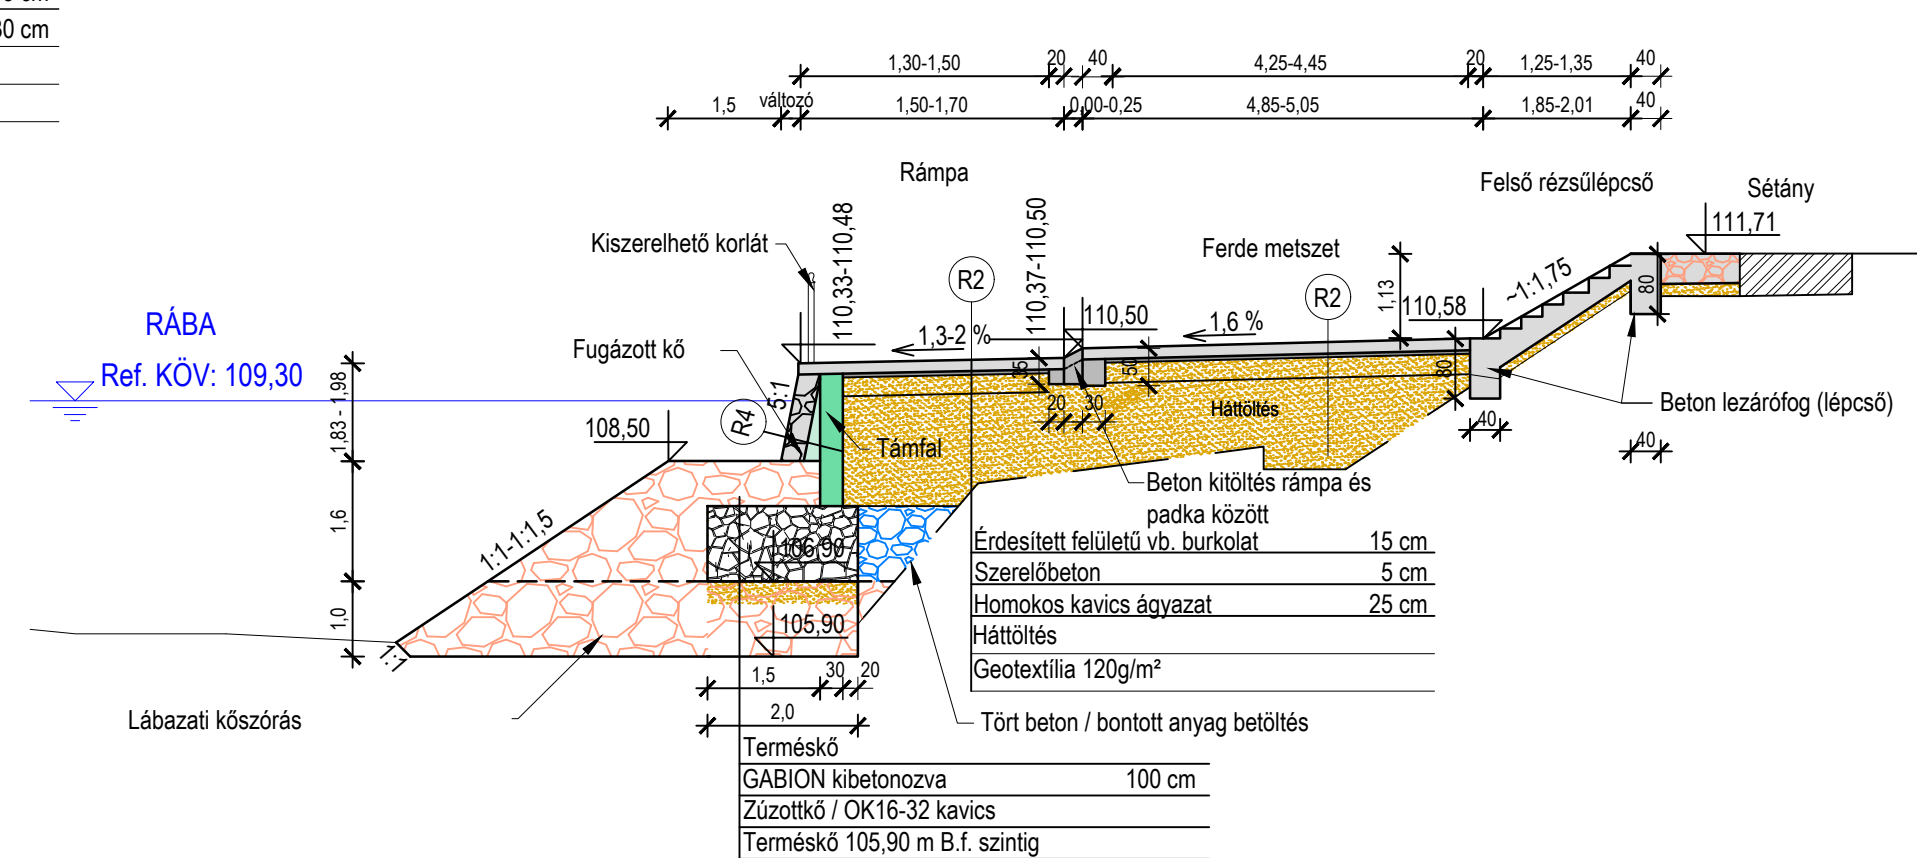 30 cm
1,30-1,50
20
40
4,25-4,45
20
1,25-1,35
40
1,5
változó
1,50-1,70
0,00-0,25
4,85-5,05
1,85-2,01
40
Rámpa
Felső rézsűlépcső
Sétány
111,71
Kiszerelhető korlát
110,33-110,48
R2
110,37-110,50
Ferde metszet
R2
1,13
110,58
~1:1,75
80
RÁBA
Ref. KÖV: 109,30
Fugázott kő
1,3-2 %
110,50
1,6 %
1,83 - 1,98
108,50
R4
5:1
Támfal
35
50
20
30
Háttöltés
80
40
40
Beton lezárófog (lépcső)
Beton kitöltés rámpa és
padka között
1,6
1:1-1:1,5
106,90
Érdesített felületű vb. burkolat 15 cm
Szerelőbeton 5 cm
Homokos kavics ágyazat 25 cm
Háttöltés
Geotextília 120g/m²
1,0
1:1
105,90
1,5
30
20
2,0
Lábazati kőszórás
Tört beton / bontott anyag betöltés
Terméskő
GABION kibetonozva 100 cm
Zúzottkő / OK16-32 kavics
Terméskő 105,90 m B.f. szintig